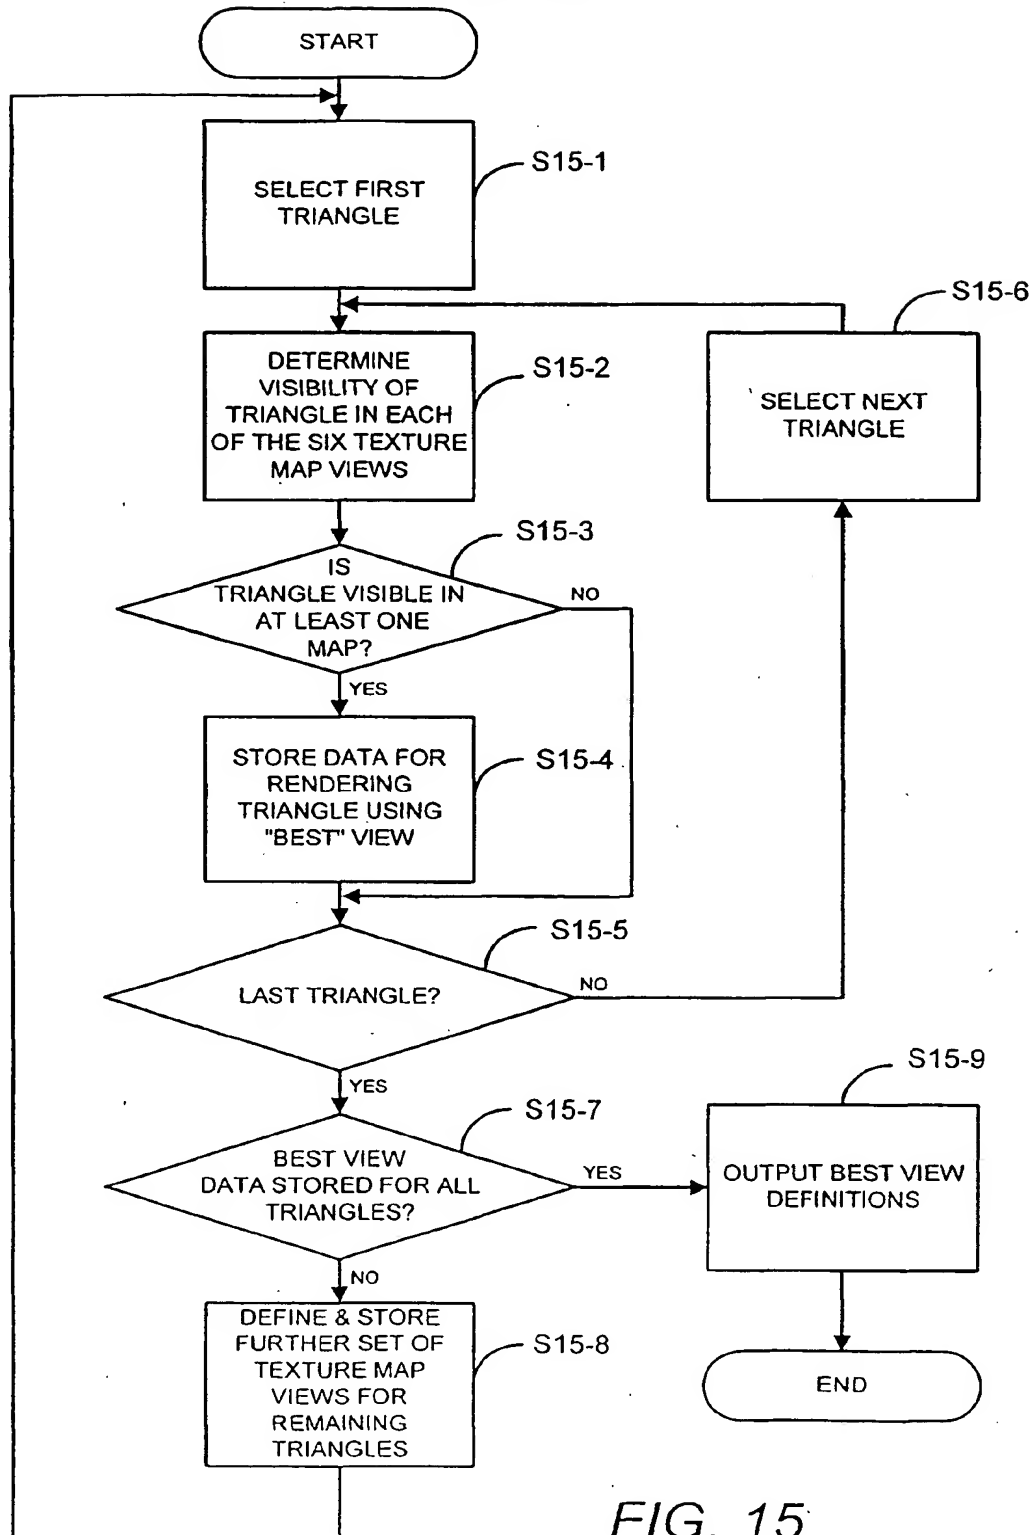 START
SELECT FIRST
TRIANGLE
S15-1
S15-6
DETERMINE
VISIBILITY OF
TRIANGLE IN EACH
OF THE SIX TEXTURE
MAP VIEWS
S15-2
SELECT NEXT
TRIANGLE
S15-3
IS
TRIANGLE VISIBLE IN
AT LEAST ONE
MAP?
NO
YES
STORE DATA FOR
RENDERING
TRIANGLE USING
"BEST" VIEW
S15-4
S15-5
LAST TRIANGLE?
NO
YES
S15-9
S15-7
BEST VIEW
DATA STORED FOR ALL
TRIANGLES?
YES
OUTPUT BEST VIEW
DEFINITIONS
NO
DEFINE & STORE
FURTHER SET OF
TEXTURE MAP
VIEWS FOR
REMAINING
TRIANGLES
S15-8
END
FIG. 15